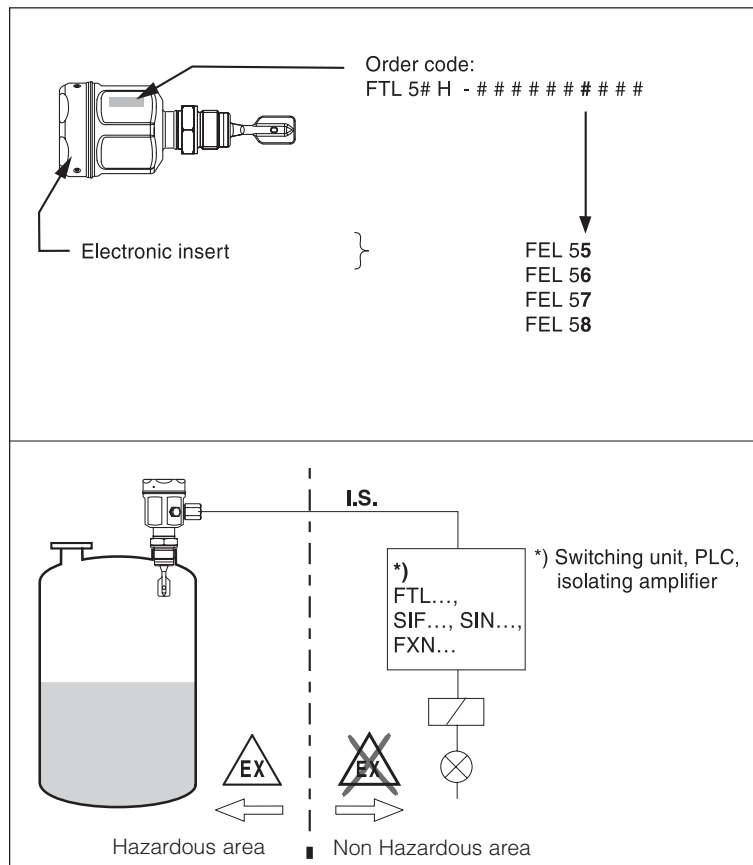 Order code:
FTL 5# H - # # # # # # # # # #
Electronic insert
}
FEL 55
FEL 56
FEL 57
FEL 58
I.S.
*)
FTL...,
SIF..., SIN...,
FXN...
*) Switching unit, PLC,
isolating amplifier
EX
EX
Hazardous area
Non Hazardous area